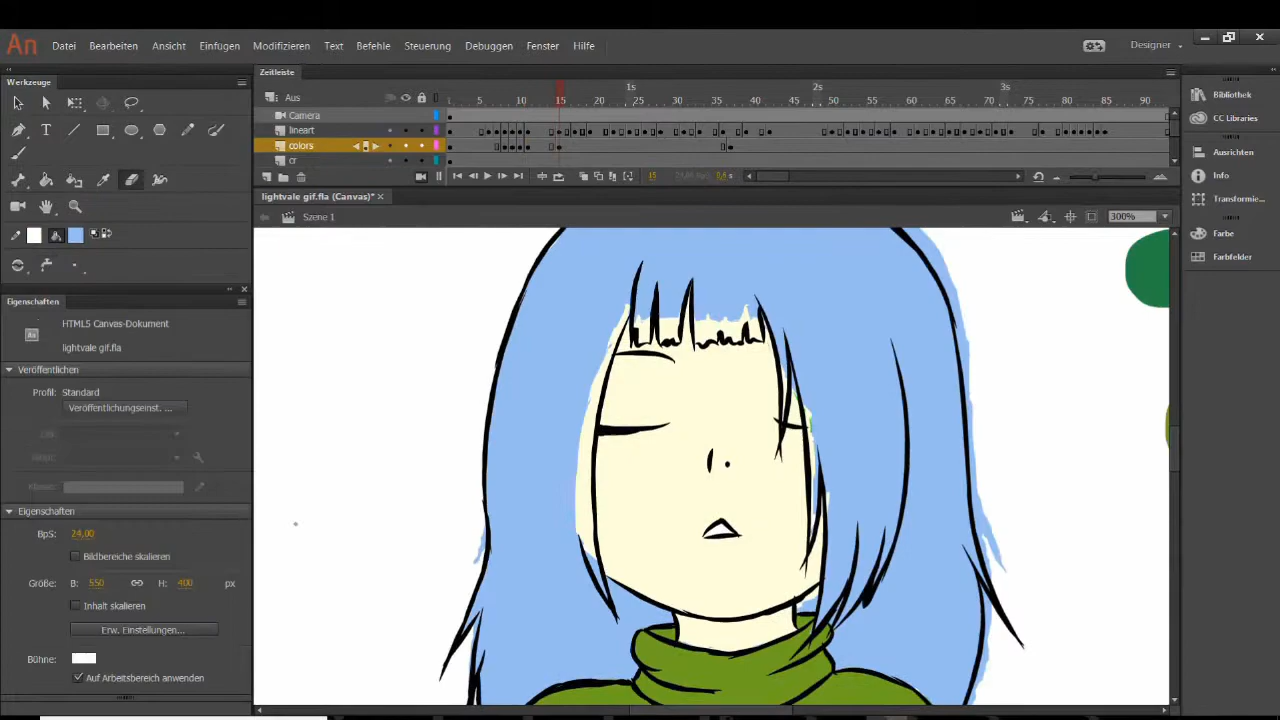 An Datei Bearbeiten Ansicht Einfügen Modifizieren Text Befehle Steuerung Debuggen Fenster Hilfe Designer
Werkzeuge
Zeitleiste
Aus 1s 2s 3s
5 10 15 20 25 30 35 40 45 50 55 60 65 70 75 80 85 90
Camera
lineart
colors
cr
15
lightvale gif.fla (Canvas)*
Szene 1
300%
Bibliothek
CC Libraries
Ausrichten
Info
Transformie...
Farbe
Farbfelder
Eigenschaften
HTML5 Canvas-Dokument
lightvale gif.fla
Veröffentlichen
Profil: Standard
Veröffentlichungseinst. ...
Eigenschaften
BpS: 24,00
Bildbereiche skalieren
Größe: B: 550 H: 400 px
Inhalt skalieren
Erw. Einstellungen...
Bühne:
Auf Arbeitsbereich anwenden